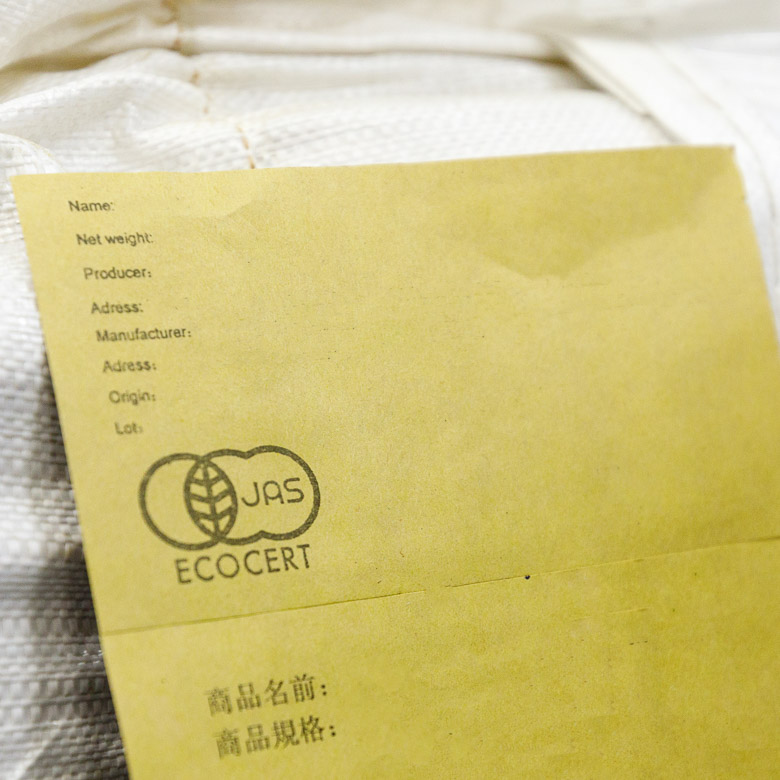 Name:
Net weight:
Producer:
Adress:
Manufacturer:
Adress:
Origin:
Lot:
JAS
ECOCERT
商品名前:
商品規格: